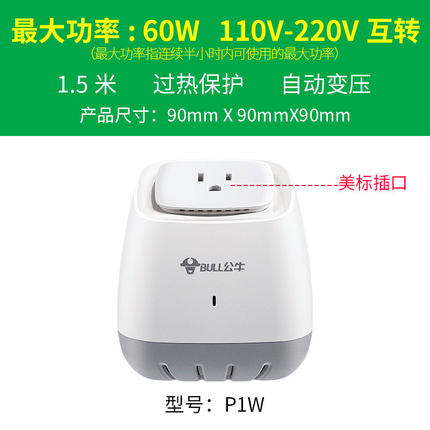 最大功率：60W 110V-220V 互转
（最大功率指连续半小时内可使用的最大功率）
1.5 米 过热保护 自动变压
产品尺寸：90mm X 90mmX90mm
美标插口
BULL公牛
型号：P1W